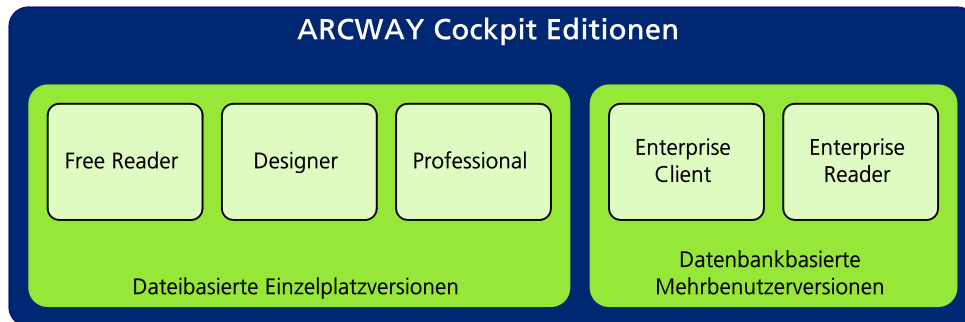 ARCWAY Cockpit Editionen
Free Reader
Designer
Professional
Dateibasierte Einzelplatzversionen
Enterprise
Client
Enterprise
Reader
Datenbankbasierte
Mehrbenutzerversionen